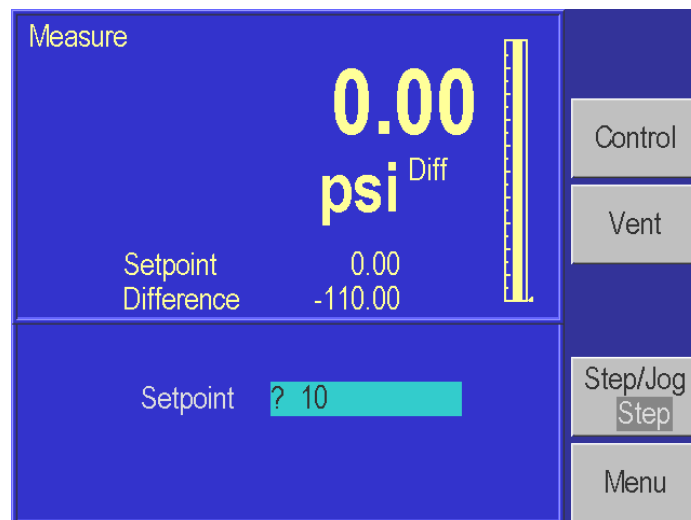 Measure
0.00
psi Diff
Setpoint 0.00
Difference -110.00
Setpoint ? 10
Control
Vent
Step/Jog
Step
Menu